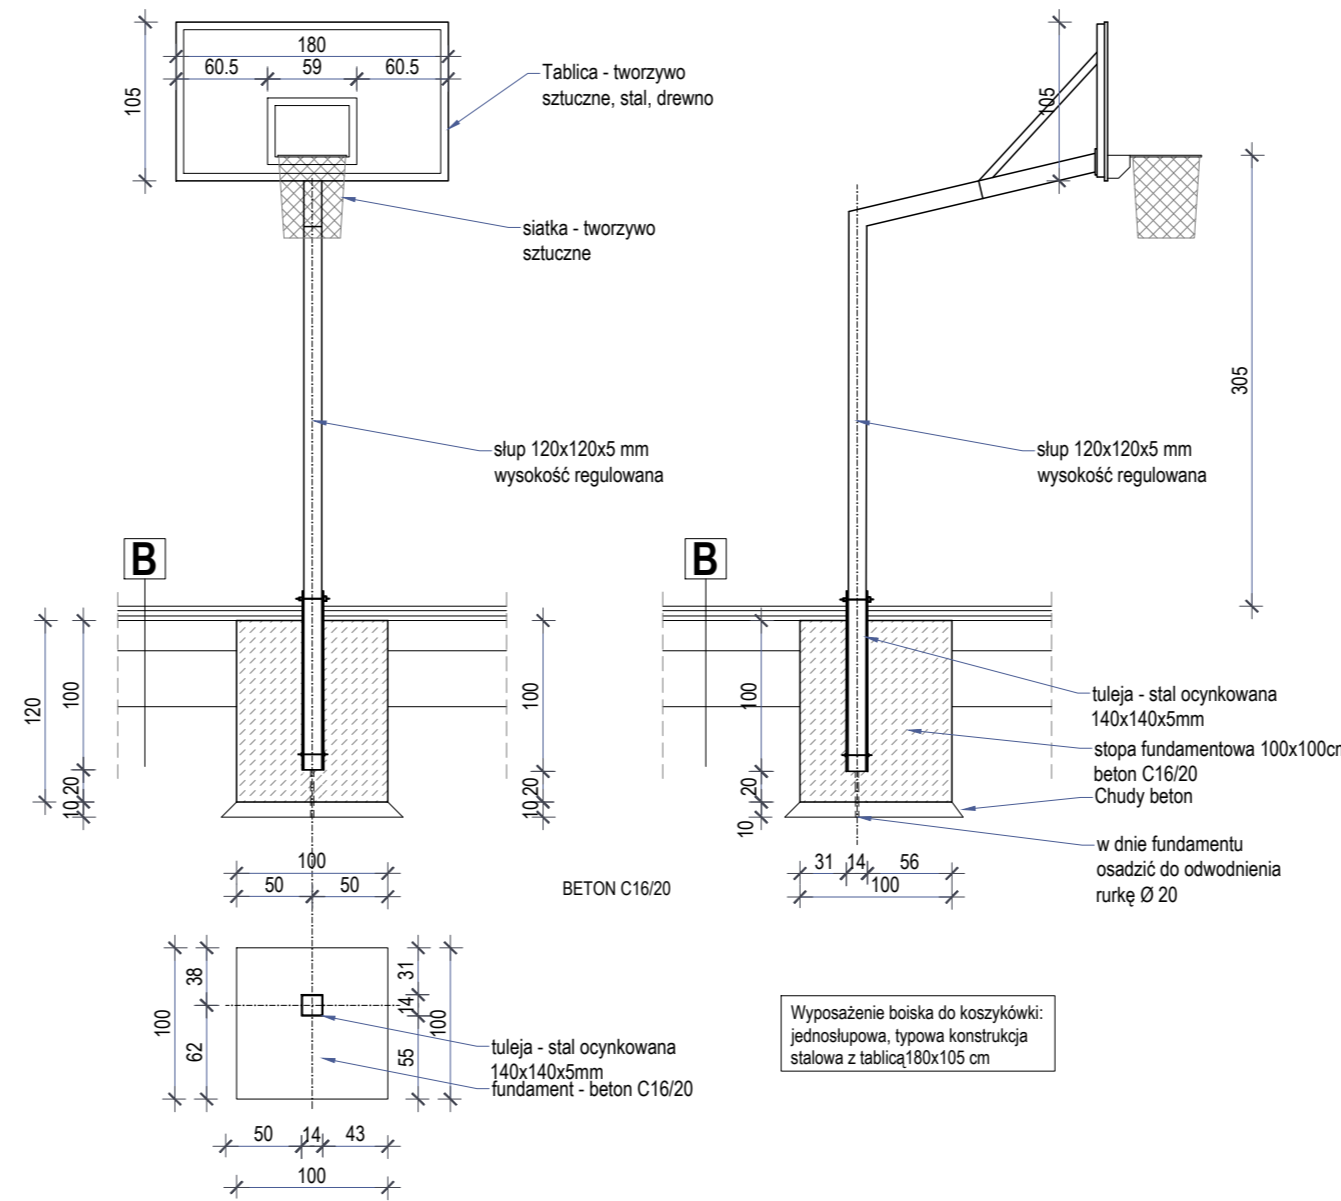 180
60.5 59 60.5
105
Tablica - tworzywo
sztuczne, stal, drewno
siatka - tworzywo
sztuczne
słup 120x120x5 mm
wysokość regulowana
B
120
100
20
10
100
20
10
100
50 50
BETON C16/20
105
305
słup 120x120x5 mm
wysokość regulowana
B
100
20
10
tuleja - stal ocynkowana
140x140x5mm
stopa fundamentowa 100x100cm
beton C16/20
Chudy beton
w dnie fundamentu
osadzić do odwodnienia
rurkę Ø 20
31 14 56
100
100
38
62
31
14
55
100
tuleja - stal ocynkowana
140x140x5mm
fundament - beton C16/20
50 14 43
100
Wyposażenie boiska do koszykówki:
jednosłupowa, typowa konstrukcja
stalowa z tablicą180x105 cm